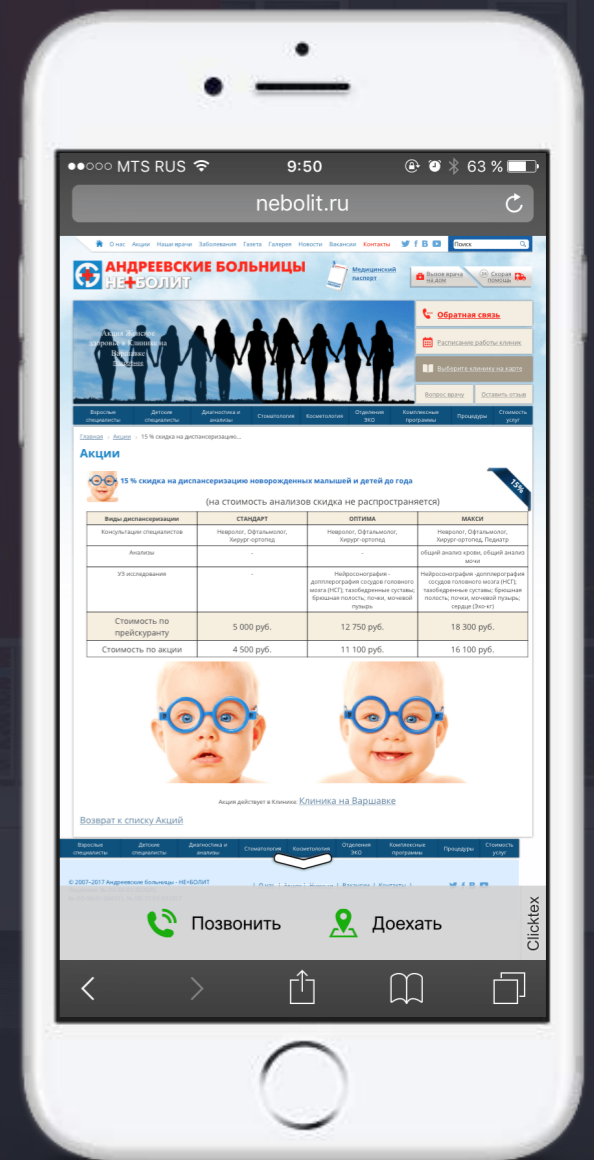 MTS RUS 9:50 63 %
nebolit.ru
О нас Акции Наши врачи Заболевания Газета Галерея Новости Вакансии Контакты Поиск
АНДРЕЕВСКИЕ БОЛЬНИЦЫ
НЕ БОЛИТ
Медицинский
паспорт
Вызов врача
на дом
24
Скорая
помощь
Акция Женское
здоровье в Клинике на
Варшавке
Обратная связь
Расписание работы клиник
Выберите клинику на карте
Вопрос врачу Оставить отзыв
Взрослые
специалисты
Детские
специалисты
Диагностика и
анализы
Стоматология
Косметология
Отделения
ЭКО
Комплексные
программы
Процедуры
Стоимость
услуг
Главная › Акции › 15 % скидка на диспансеризацию...
Акции
15 % скидка на диспансеризацию новорожденных малышей и детей до года
15%
(на стоимость анализов скидка не распространяется)
Виды диспансеризации СТАНДАРТ ОПТИМА МАКСИ
Консультации специалистов
Невролог, Офтальмолог,
Хирург-ортопед
Невролог, Офтальмолог,
Хирург-ортопед
Невролог, Офтальмолог,
Хирург-ортопед, Педиатр
Анализы - -
общий анализ крови, общий анализ
мочи
УЗ исследования -
Нейросонография -
допплерография сосудов головного
мозга (НСГ); тазобедренные суставы;
брюшная полость; почки, мочевой
пузырь
Нейросонография -допплерография
сосудов головного мозга (НСГ);
тазобедренные суставы; брюшная
полость; почки, мочевой пузырь;
сердце (Эхо-кг)
Стоимость по
прейскуранту
5 000 руб. 12 750 руб. 18 300 руб.
Стоимость по акции 4 500 руб. 11 100 руб. 16 100 руб.
Акция действует в Клинике: Клиника на Варшавке
Возврат к списку Акций
Взрослые
специалисты
Детские
специалисты
Диагностика и
анализы
Стоматология
Косметология
Отделения
ЭКО
Комплексные
программы
Процедуры
Стоимость
услуг
© 2007–2017 Андреевские больницы - НЕБОЛИТ
Позвонить
Доехать
Clicktex